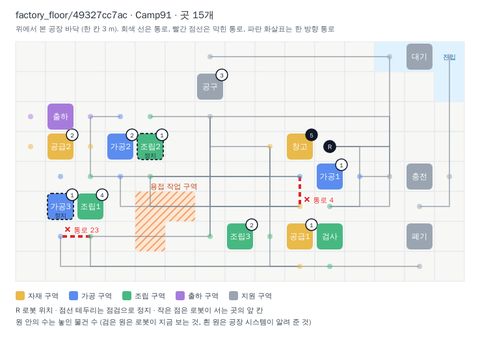 factory_floor/49327cc7ac · Camp91 · 곳 15개
위에서 본 공장 바닥 (한 칸 3 m). 회색 선은 통로, 빨간 점선은 막힌 통로, 파란 화살표는 한 방향 통로
대기
진입
공구
3
출하
공급2
2
가공2
2
조립2
1
정지
창고
5
R
가공1
1
충전
용접 작업 구역
가공3
1
정지
조립1
4
✕ 통로 4
✕ 통로 23
조립3
2
공급1
1
검사
폐기
자재 구역
가공 구역
조립 구역
출하 구역
지원 구역
R 로봇 위치 · 점선 테두리는 점검으로 정지 · 작은 점은 로봇이 서는 곳의 앞 칸
원 안의 수는 놓인 물건 수 (검은 원은 로봇이 지금 보는 것, 흰 원은 공장 시스템이 알려 준 것)